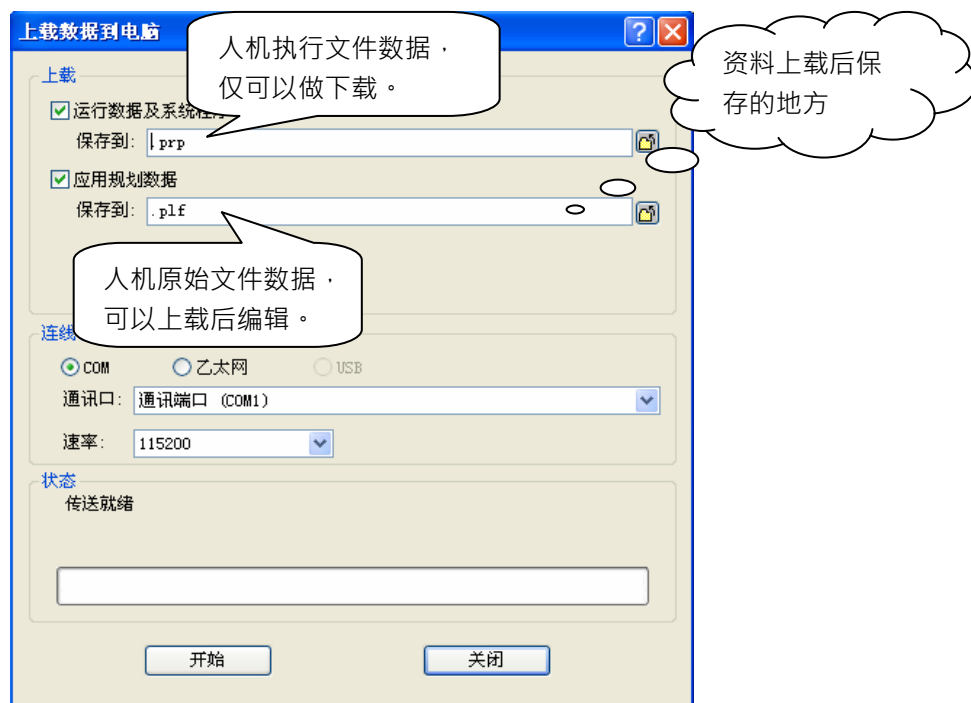 上载数据到电脑
人机执行文件数据，
仅可以做下载。
资料上载后保
存的地方
上载
运行数据及系统程序
保存到: .prp
应用规划数据
保存到: .plf
人机原始文件数据，
可以上载后编辑。
连线
COM 乙太网 USB
通讯口: 通讯端口 (COM1)
速率: 115200
状态
传送就绪
开始 关闭